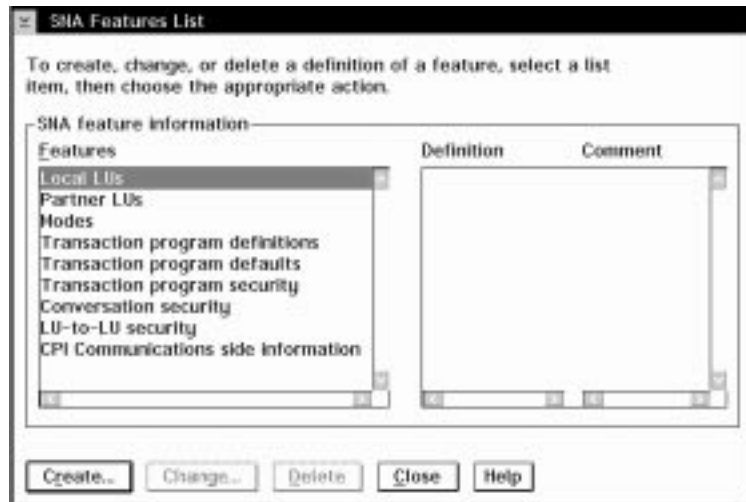 SNA Features List
To create, change, or delete a definition of a feature, select a list
item, then choose the appropriate action.
SNA feature information
Features
Definition
Comment
Local LUs
Partner LUs
Modes
Transaction program definitions
Transaction program defaults
Transaction program security
Conversation security
LU-to-LU security
CPI Communications side information
Create...
Change...
Delete
Close
Help